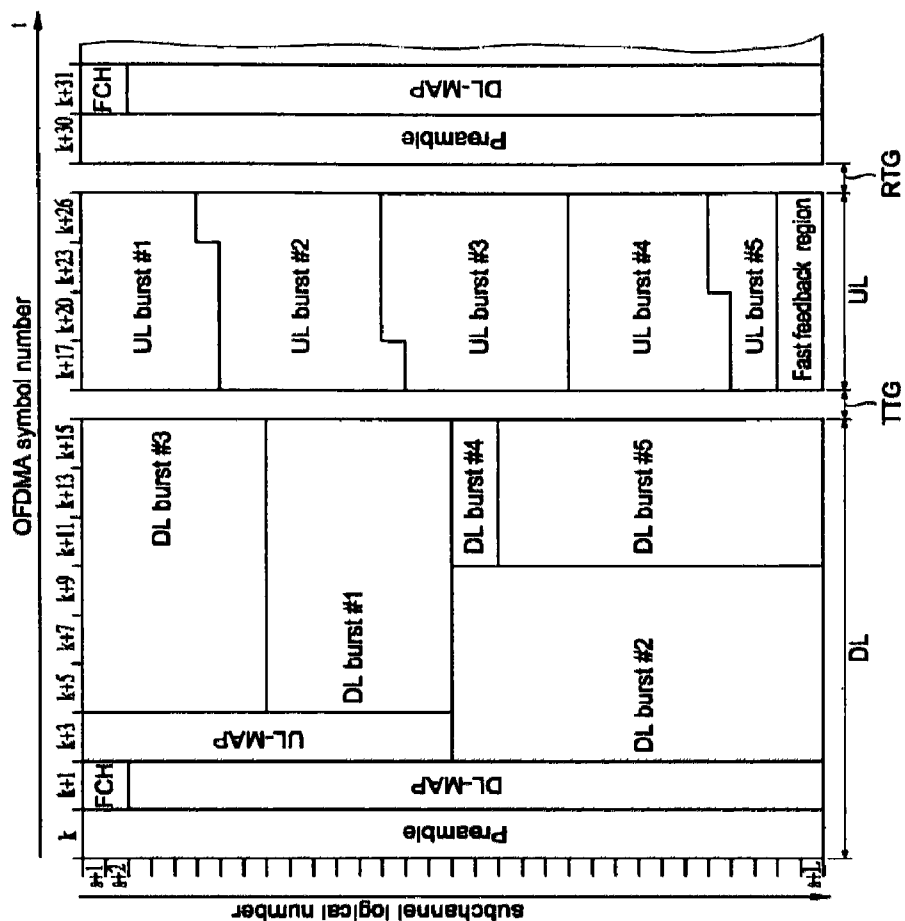 OFDMA symbol number
t
k
k+1
k+3
k+5
k+7
k+9
k+11
k+13
k+15
k+17
k+20
k+23
k+26
k+30
k+31
subchannel logical number
s+1
s+2
s+L
Preamble
FCH
DL-MAP
UL-MAP
DL burst #3
DL burst #1
DL burst #2
DL burst #4
DL burst #5
UL burst #1
UL burst #2
UL burst #3
UL burst #4
UL burst #5
Fast feedback region
Preamble
FCH
DL-MAP
DL
TTG
UL
RTG